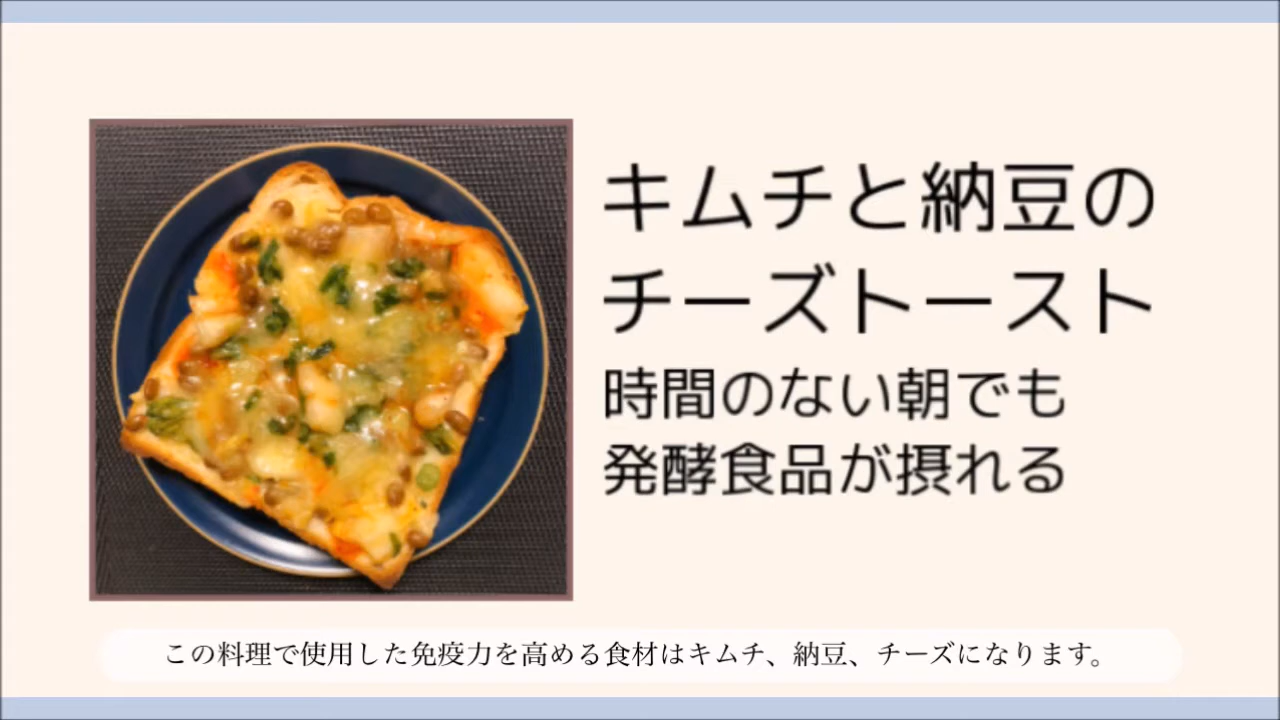 キムチと納豆の
チーズトースト
時間のない朝でも
発酵食品が摂れる
この料理で使用した免疫力を高める食材はキムチ、納豆、チーズになります。